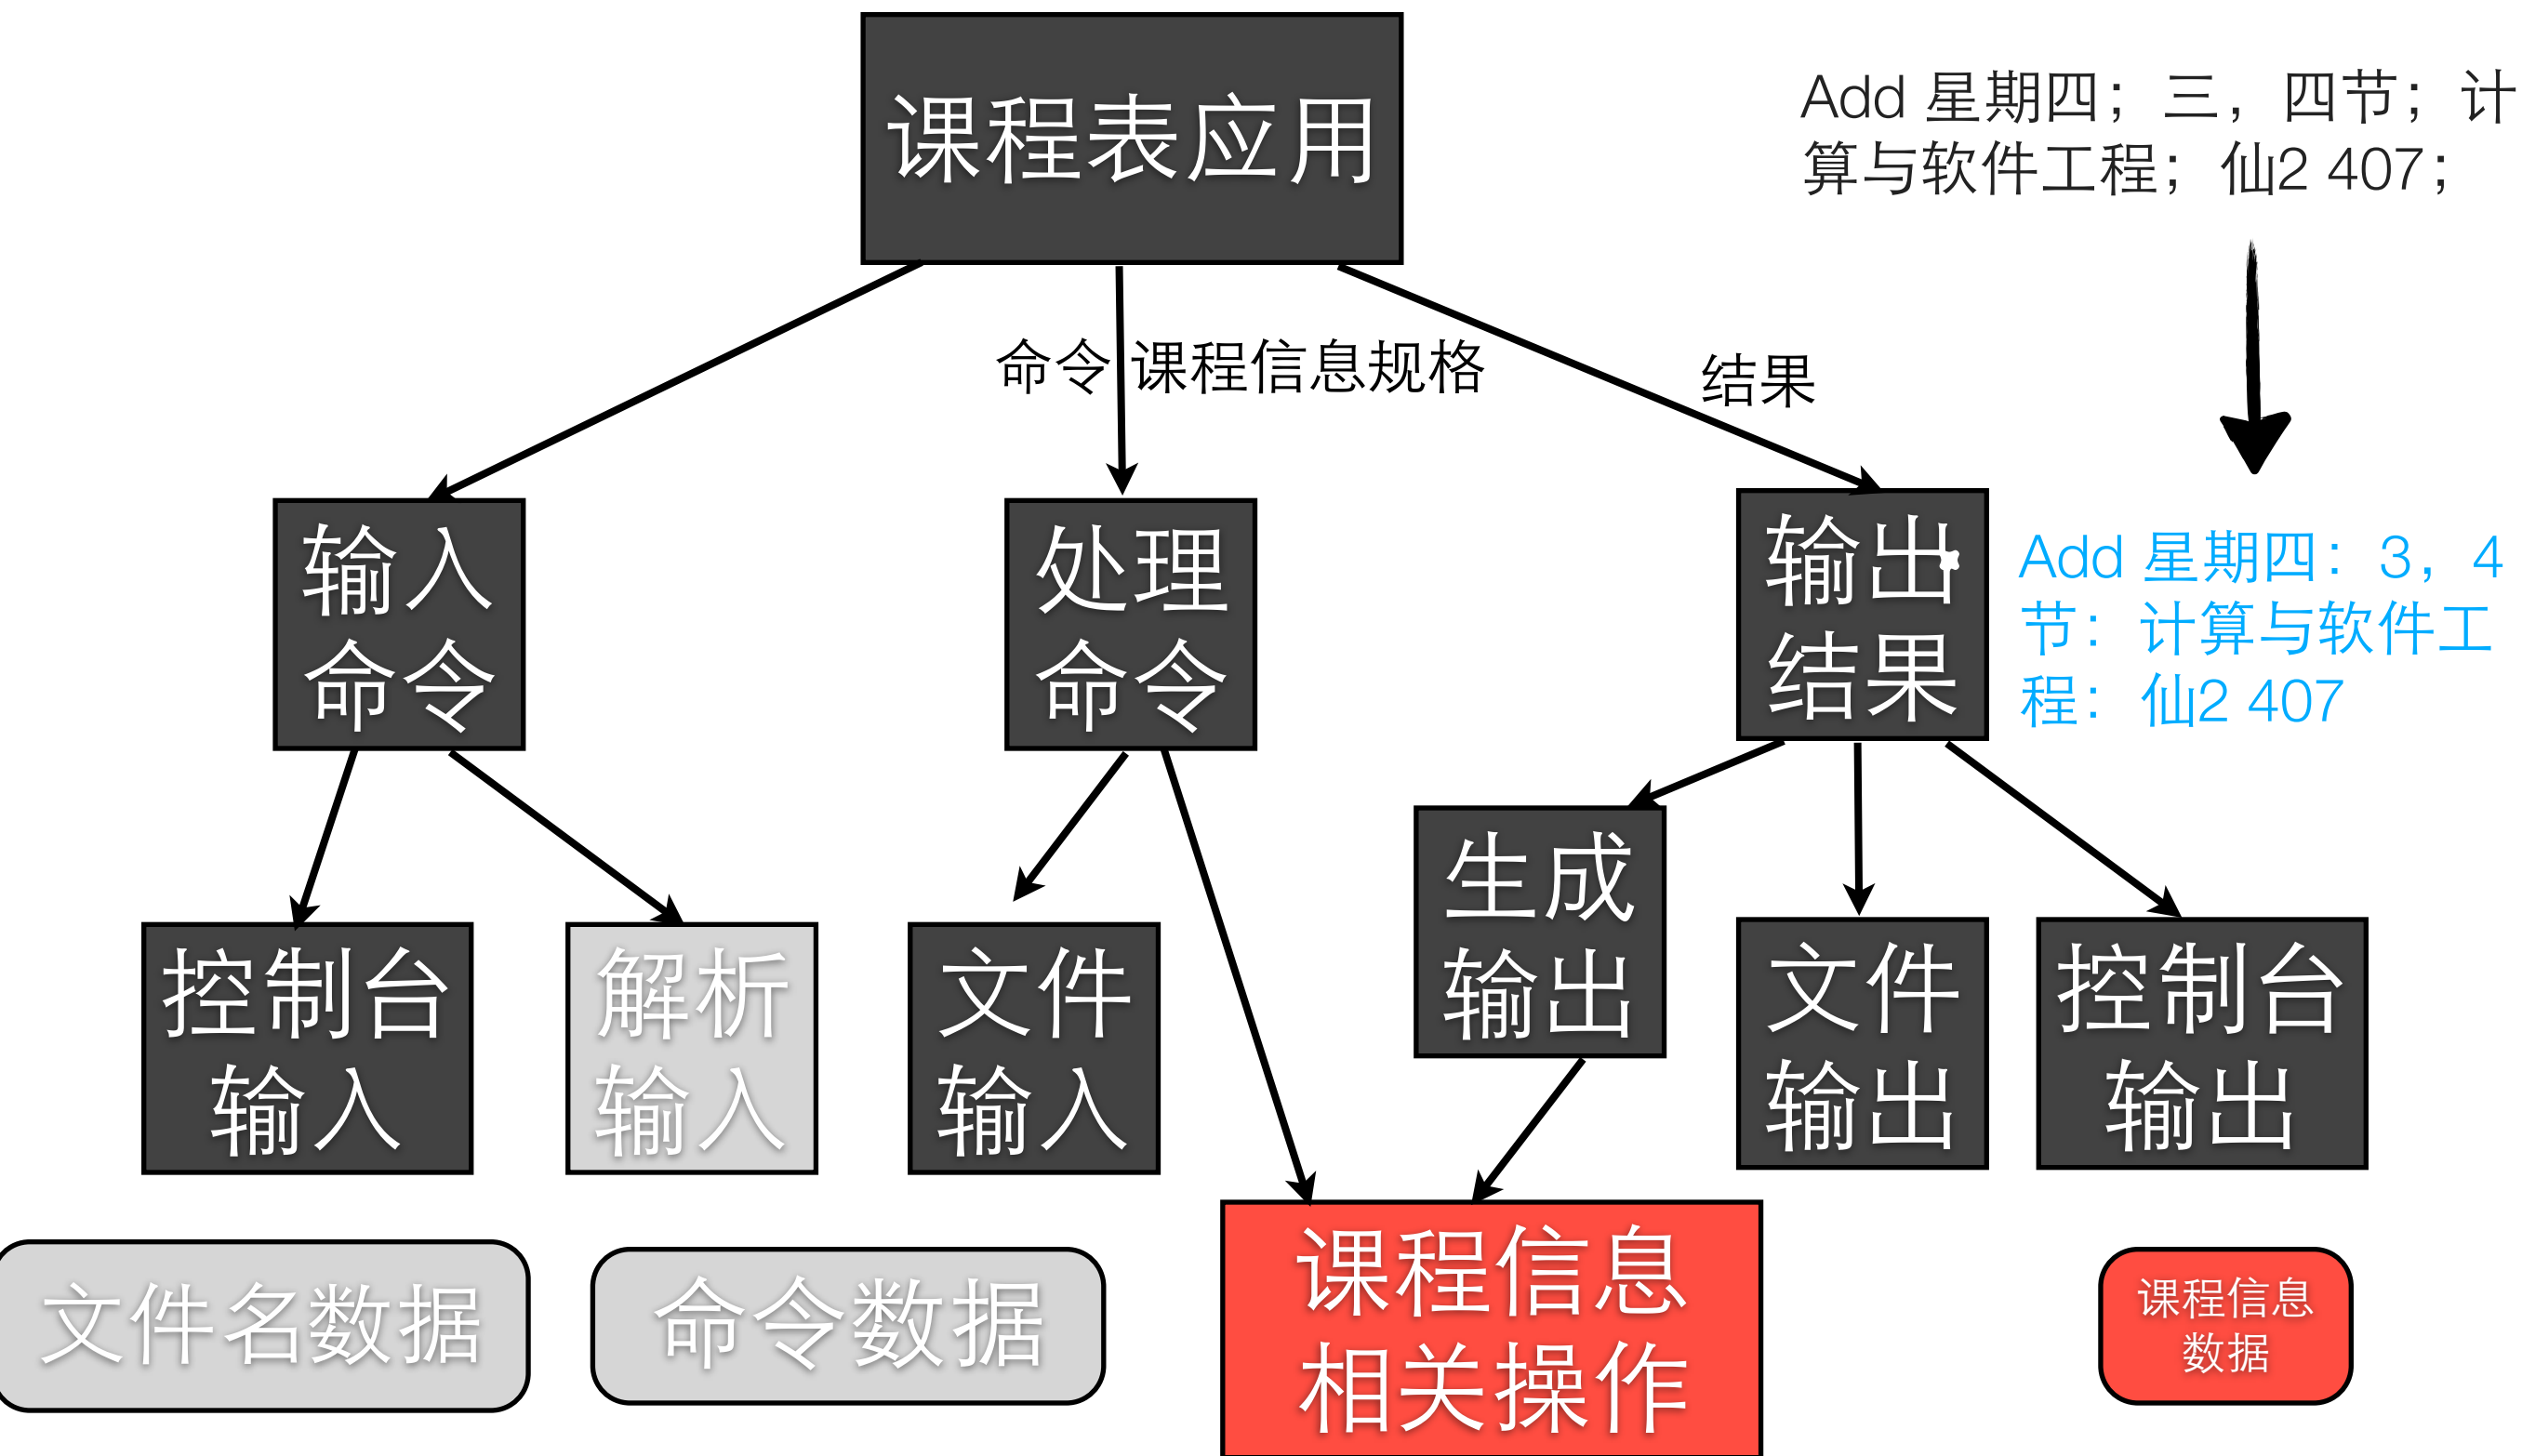 课程表应用
Add 星期四；三，四节；计
算与软件工程；仙2 407；
命令 课程信息规格
结果
输入
命令
处理
命令
输出
结果
Add 星期四：3，4
节：计算与软件工
程：仙2 407
控制台
输入
解析
输入
文件
输入
生成
输出
文件
输出
控制台
输出
文件名数据
命令数据
课程信息
相关操作
课程信息
数据